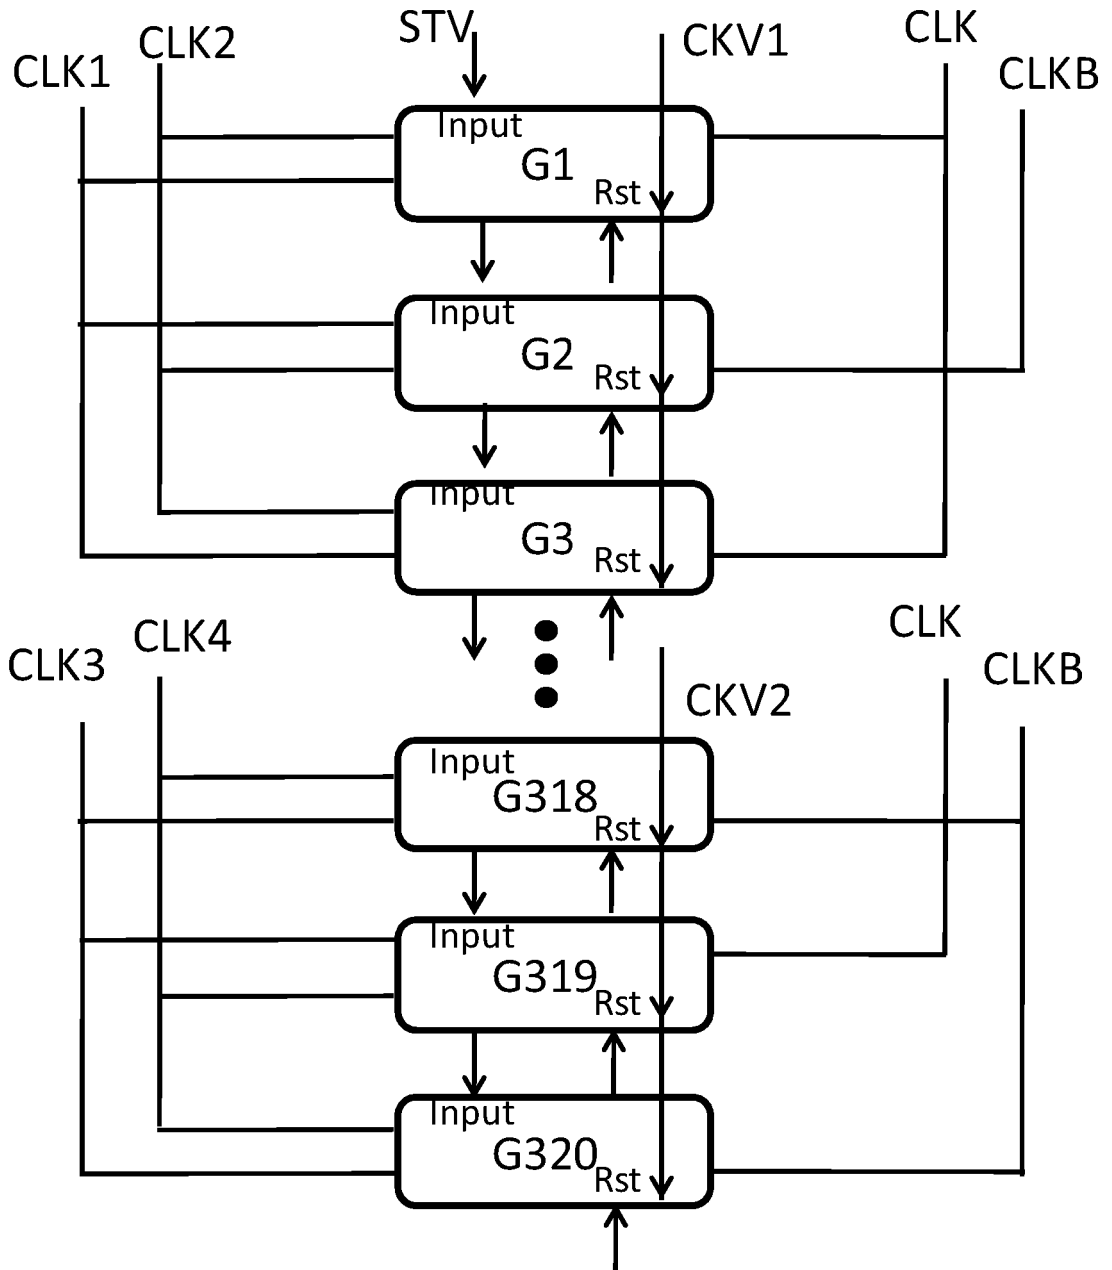 STV
CKV1
CLK
CLK2
CLK1
CLKB
Input
G1
Rst
Input
G2
Rst
Input
G3
Rst
CLK
CLK4
CLK3
CLKB
CKV2
Input
G318
Rst
Input
G319
Rst
Input
G320
Rst